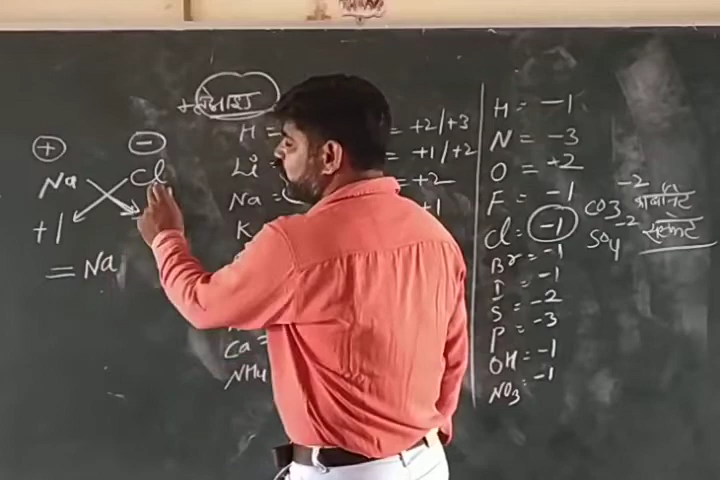 +
-
Na Cl
+1
= Na
H = = +2/+3
Li = = +1/+2
Na = = +2
K +1
Ca =
NH4
H = -1
N = -3
O = +2
F = -1
Cl = -1
Br = -1
I = -1
S = -2
P = -3
OH = -1
NO3 = -1
CO3 -2 कार्बोनेट
SO4 -2 सल्फेट